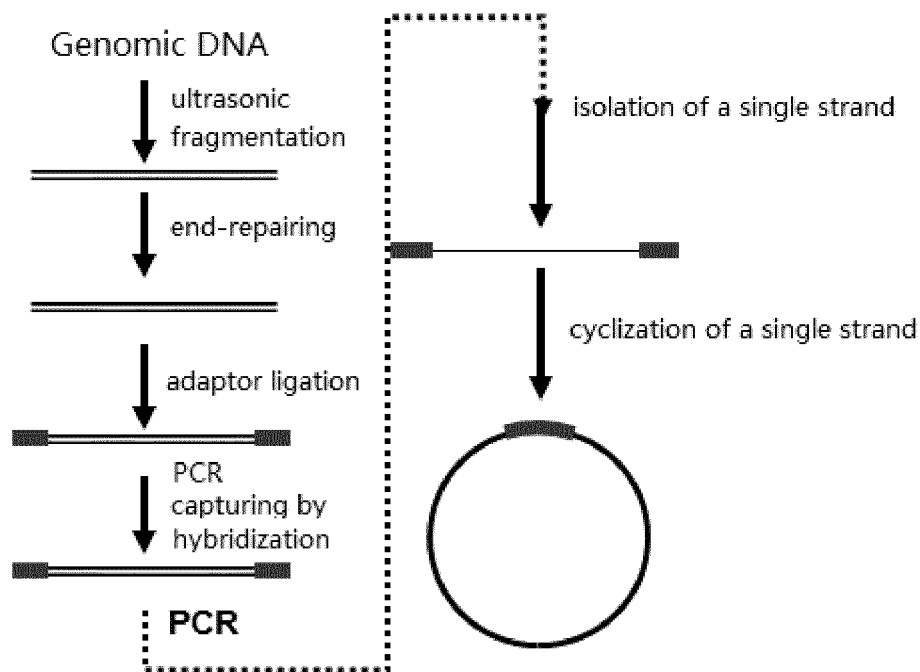 Genomic DNA
ultrasonic
fragmentation
end-repairing
adaptor ligation
PCR
capturing by
hybridization
PCR
isolation of a single strand
cyclization of a single strand